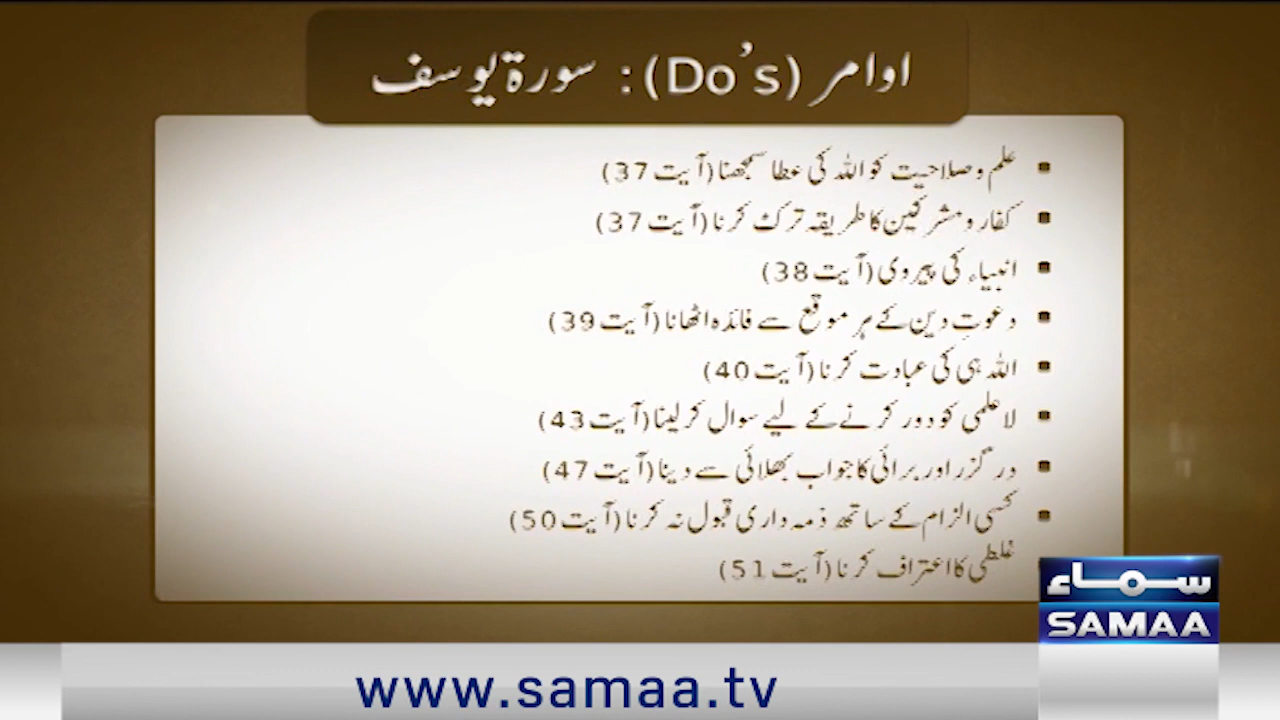 اوامر (Do's): سورۃ یوسف
علم و صلاحیت کو اللہ کی عطا سمجھنا (آیت 37)
کفار و مشرکین کا طریقہ ترک کرنا (آیت 37)
انبیاء کی پیروی (آیت 38)
دعوتِ دین کے ہر موقع سے فائدہ اٹھانا (آیت 39)
اللہ ہی کی عبادت کرنا (آیت 40)
لاعلمی کو دور کرنے کے لیے سوال کرلینا (آیت 43)
درگزر اور برائی کا جواب بھلائی سے دینا (آیت 47)
کسی الزام کے ساتھ ذمہ داری قبول نہ کرنا (آیت 50)
غلطی کا اعتراف کرنا (آیت 51)
سماء
SAMAA
www.samaa.tv